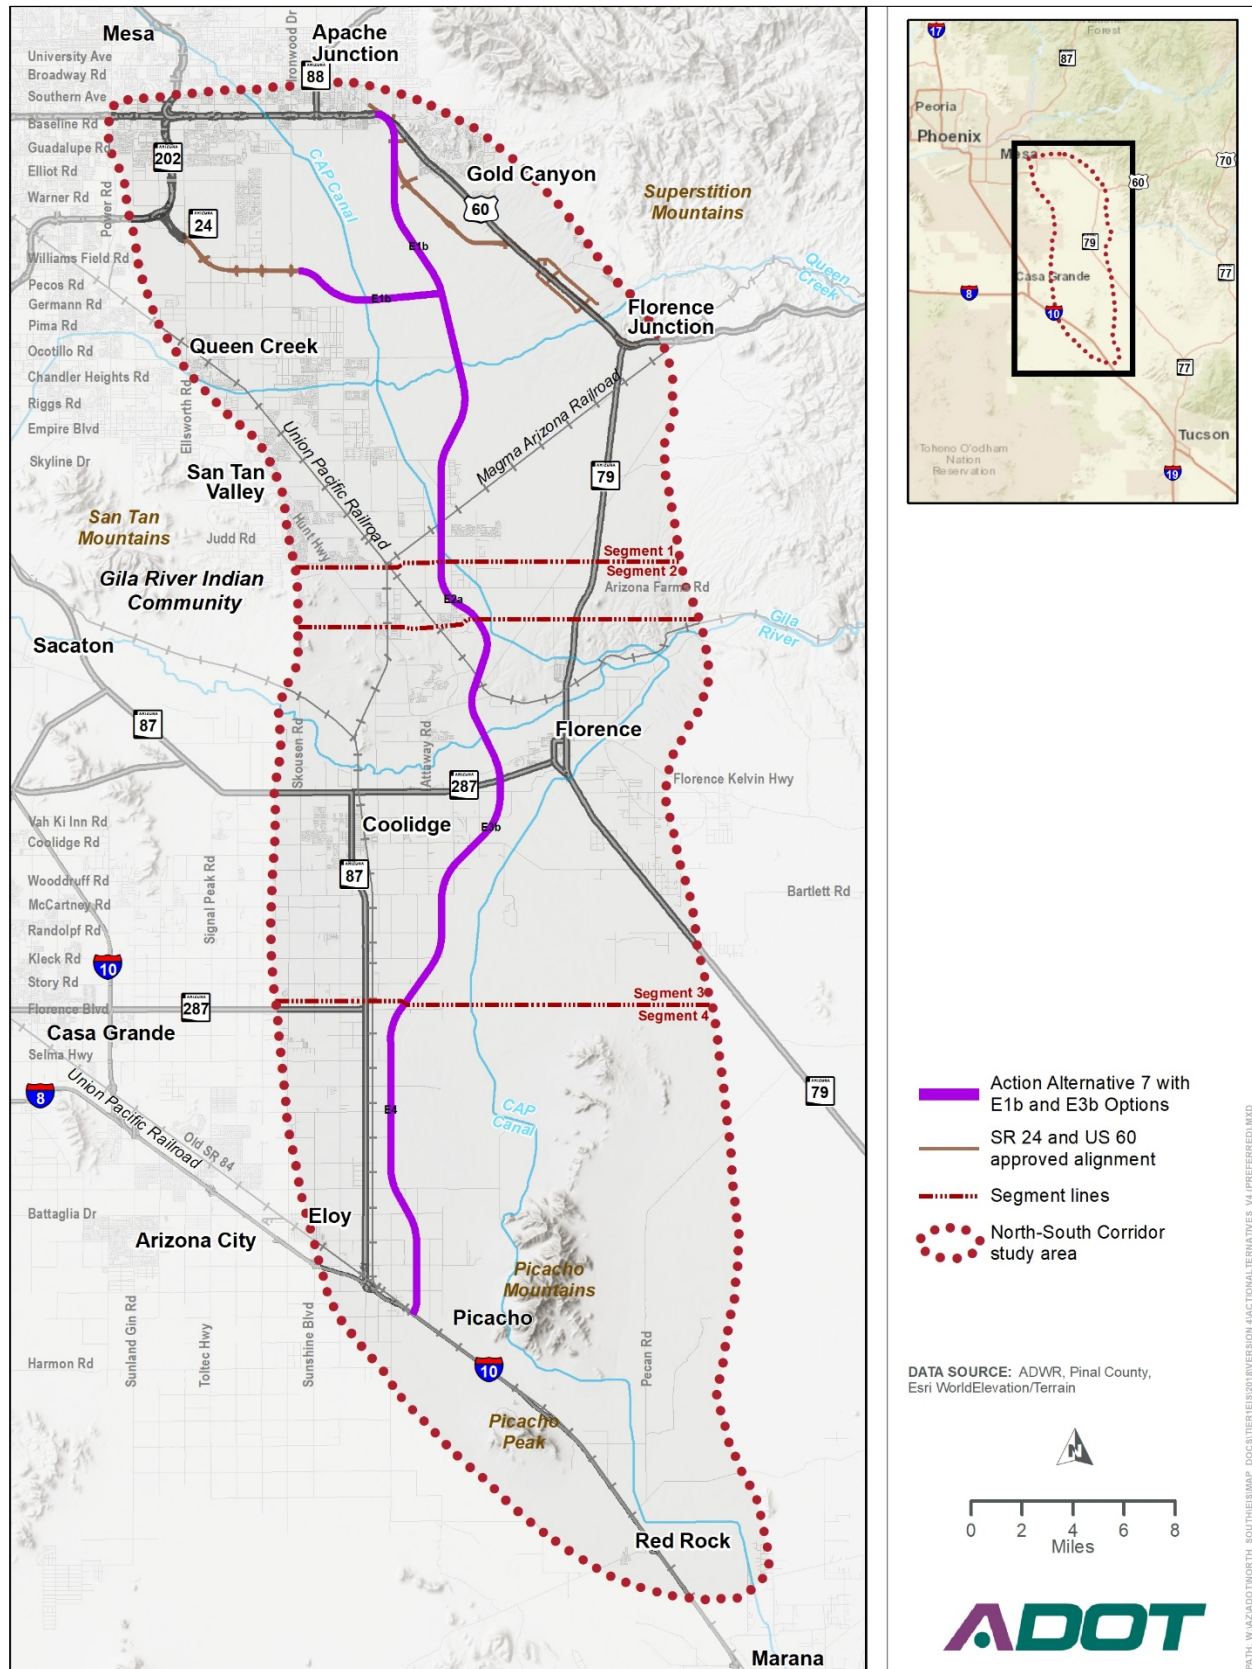 Mesa
Apache
Junction
Ironwood Dr
University Ave
Broadway Rd
Southern Ave
Baseline Rd
Guadalupe Rd
Elliot Rd
Warner Rd
Power Rd
Williams Field Rd
Pecos Rd
Germann Rd
Pima Rd
Ocotillo Rd
Chandler Heights Rd
Riggs Rd
Empire Blvd
Skyline Dr
ARIZONA
88
ARIZONA
202
ARIZONA
24
CAP Canal
Gold Canyon
60
Superstition
Mountains
E1b
E1b
Queen
Creek
Florence
Junction
Queen Creek
Ellsworth Rd
Union Pacific Railroad
Magma Arizona Railroad
San Tan
Valley
ARIZONA
79
San Tan
Mountains
Judd Rd
Hunt Hwy
Gila River Indian
Community
Segment 1
Segment 2
Arizona Farms Rd
E2a
Gila
River
Sacaton
ARIZONA
87
Skousen Rd
Attaway Rd
Florence
ARIZONA
287
Florence Kelvin Hwy
Vah Ki Inn Rd
Coolidge Rd
Coolidge
E3b
ARIZONA
87
Wooddruff Rd
McCartney Rd
Randolpf Rd
Kleck Rd
Story Rd
Florence Blvd
Signal Peak Rd
Bartlett Rd
10
ARIZONA
287
Segment 3
Segment 4
Casa Grande
Selma Hwy
8
Union Pacific Railroad
Old SR 84
E4
CAP
Canal
ARIZONA
79
Battaglia Dr
Eloy
Arizona City
Picacho
Mountains
Picacho
Harmon Rd
Sunland Gin Rd
Toltec Hwy
Sunshine Blvd
10
Pecan Rd
Picacho
Peak
Red Rock
Marana
17
Forest
87
Peoria
Phoenix
Mesa
70
60
79
77
Casa Grande
8
10
77
Tucson
Tohono O'odham
Nation
Reservation
19
Action Alternative 7 with
E1b and E3b Options
SR 24 and US 60
approved alignment
Segment lines
North-South Corridor
study area
DATA SOURCE: ADWR, Pinal County,
Esri WorldElevation/Terrain
N
0 2 4 6 8
Miles
ADOT